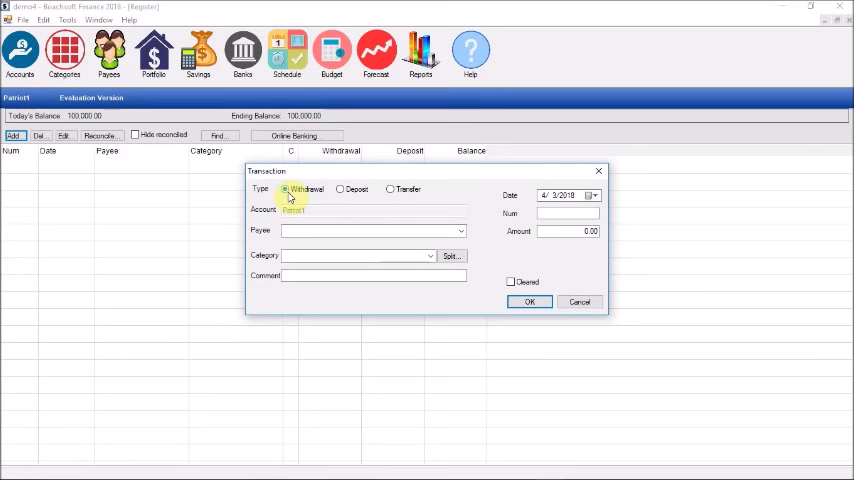 demo4 - Boachsoft Finance 2018 - [Register]
File Edit Tools Window Help
Accounts Categories Payees Portfolio Savings Banks Schedule Budget Forecast Reports Help
Patriot1 Evaluation Version
Today's Balance: 100,000.00 Ending Balance: 100,000.00
Add... Del... Edit... Reconcile... Hide reconciled Find... Online Banking...
Num Date Payee Category C Withdrawal Deposit Balance
Transaction
Type Withdrawal Deposit Transfer
Date 4/ 3/2018
Account Patriot1
Num
Payee
Amount 0.00
Category Split...
Comment
Cleared
OK Cancel